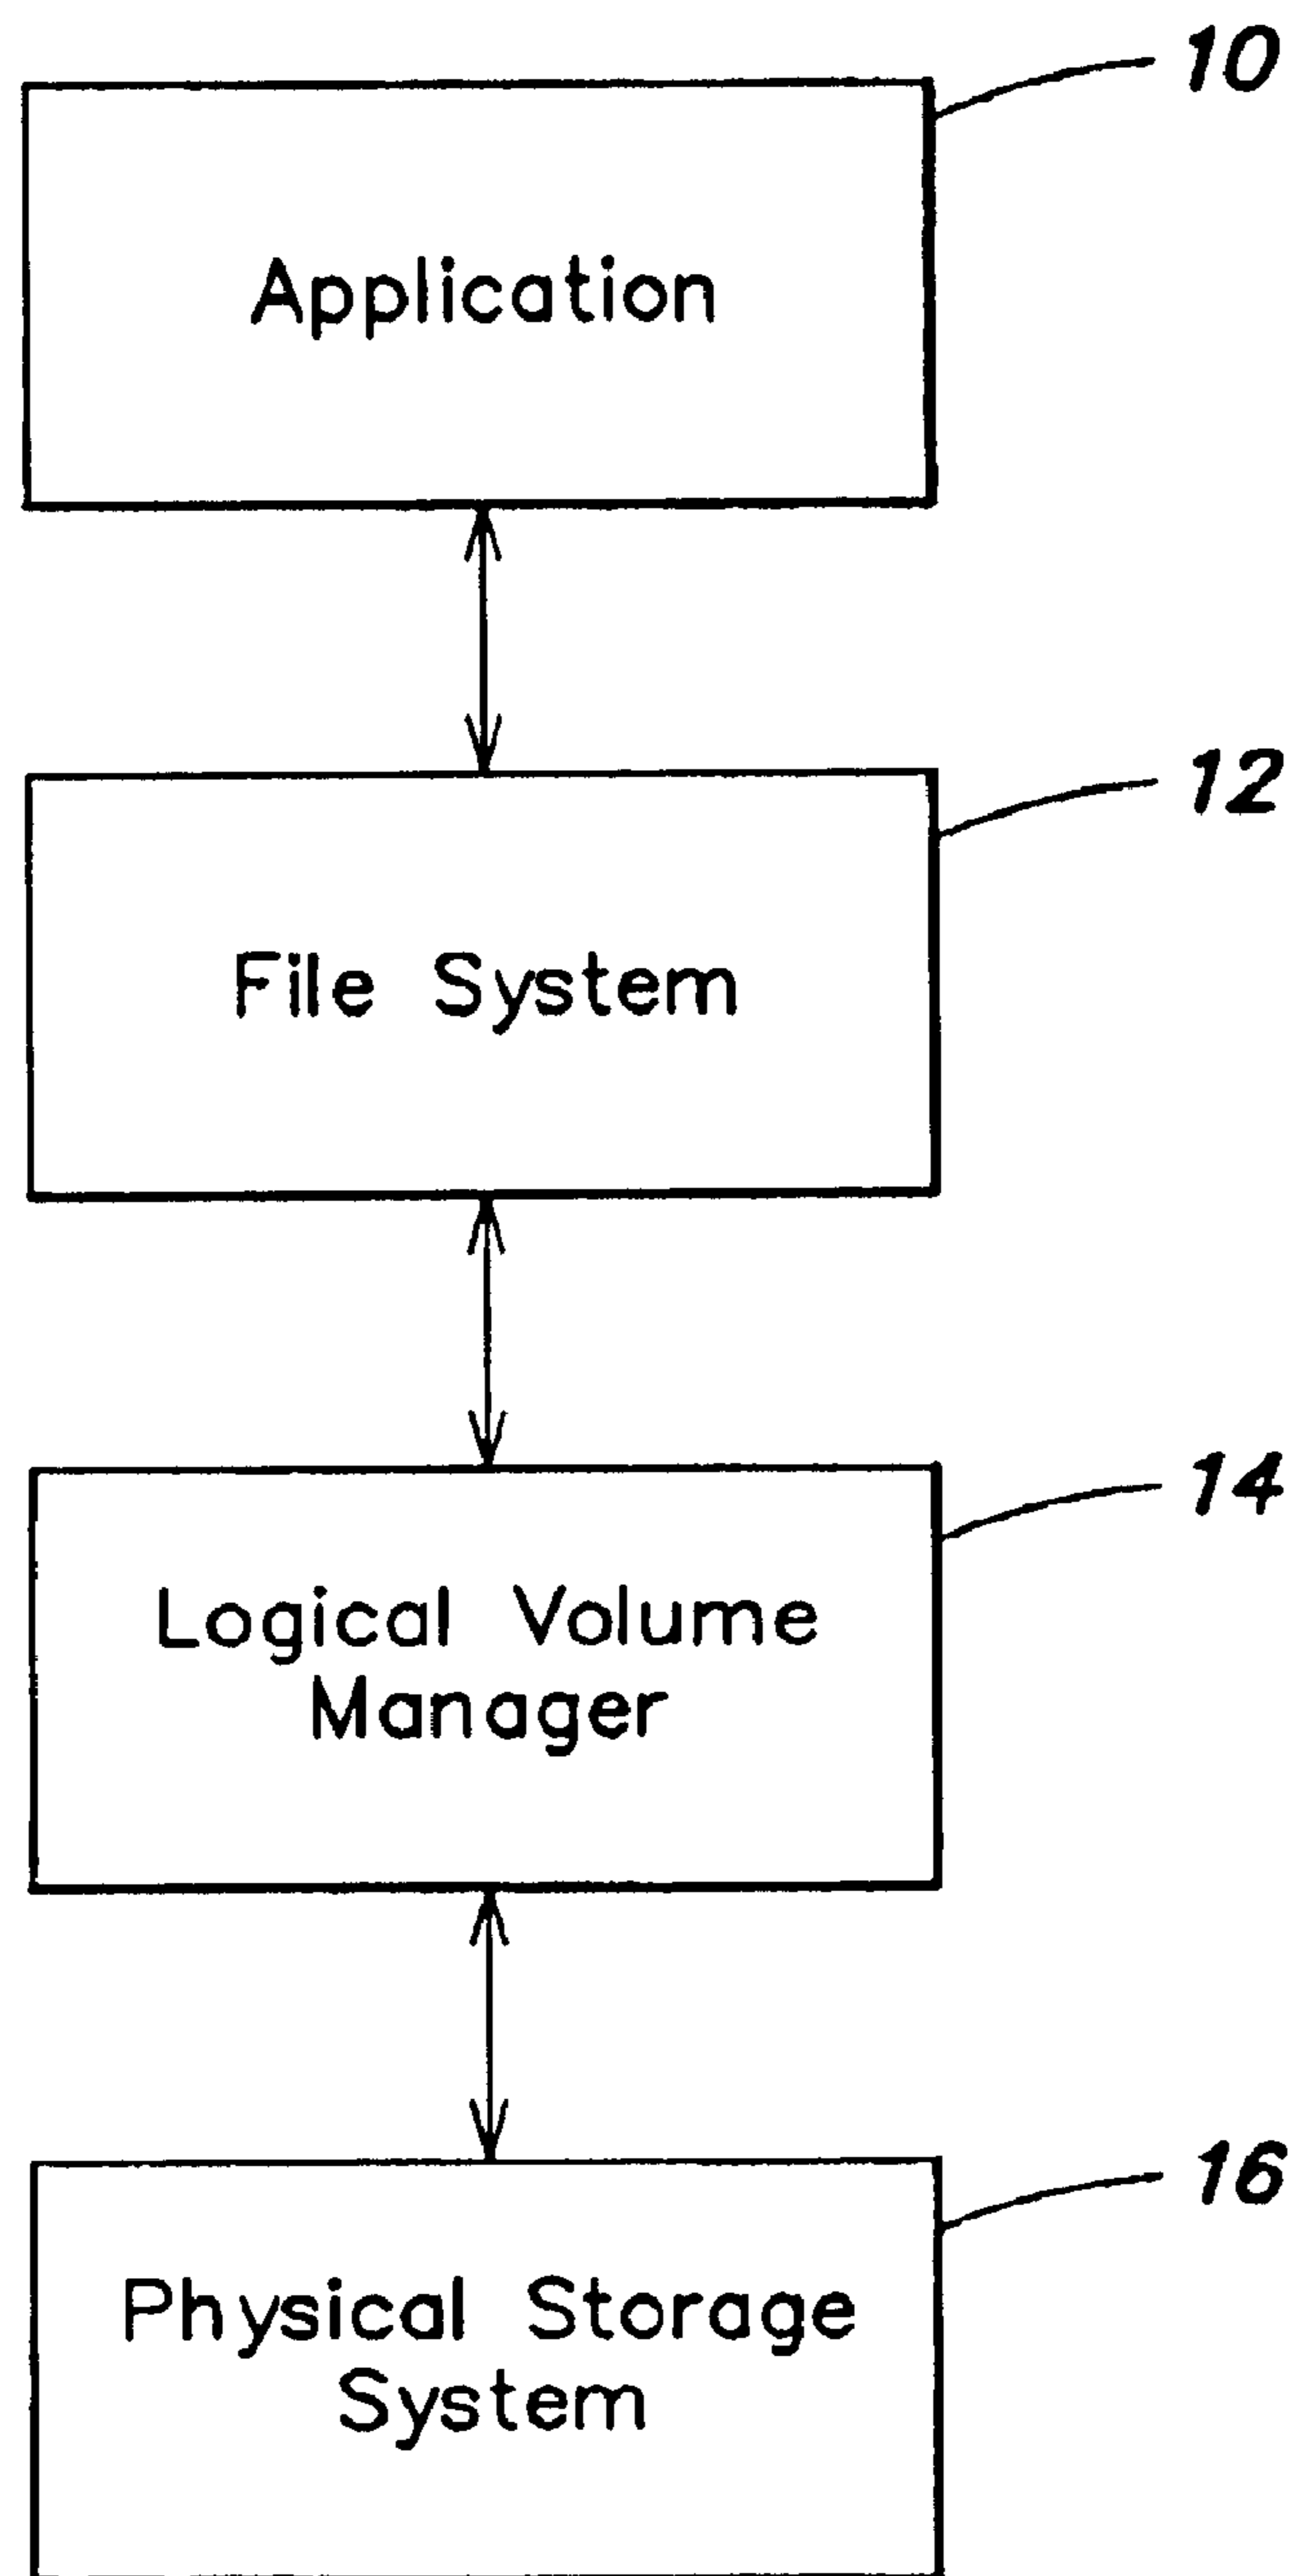 10
Application
12
File System
14
Logical Volume
Manager
16
Physical Storage
System